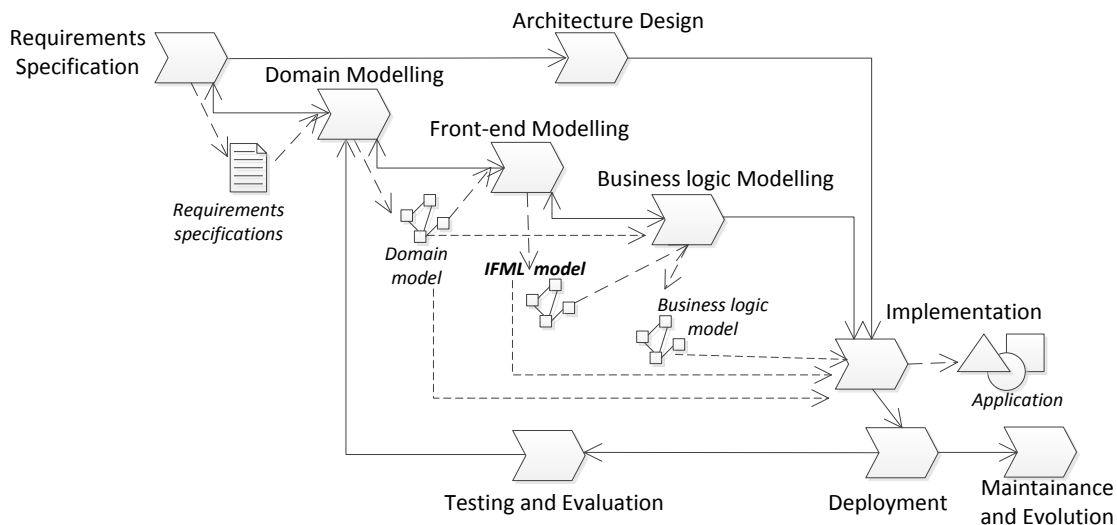 Architecture Design
Requirements
Specification
Domain Modelling
Front-end Modelling
Business logic Modelling
Requirements
specifications
Domain
model
IFML model
Business logic
model
Implementation
Application
Testing and Evaluation
Deployment
Maintainance
and Evolution